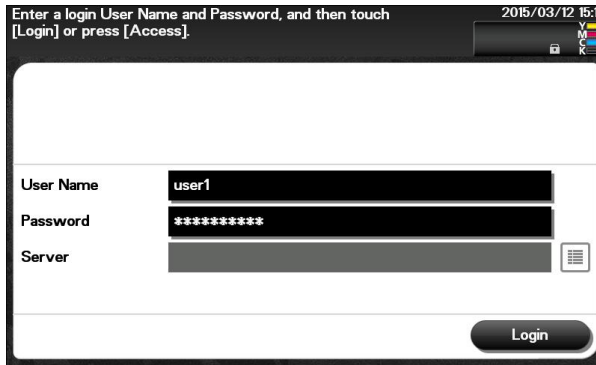 Enter a login User Name and Password, and then touch
[Login] or press [Access].
2015/03/12
Y
M
C
K
User Name
user1
Password
**********
Server
Login